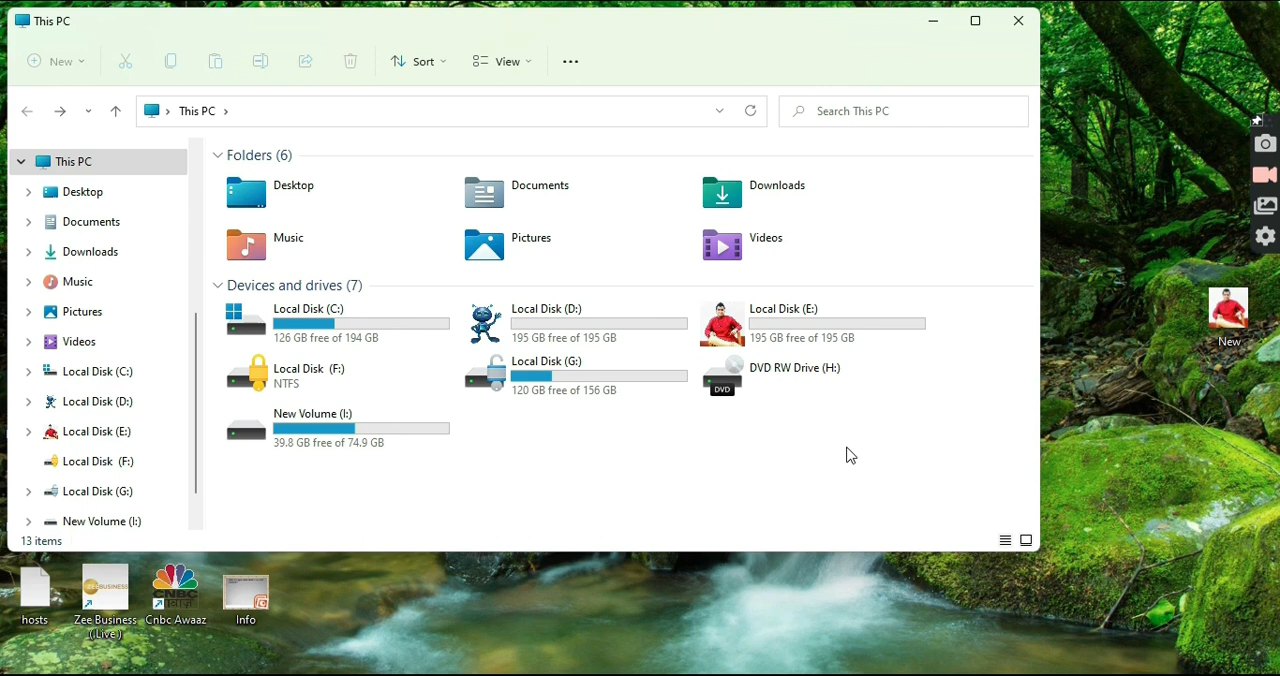 This PC
New
Sort
View
This PC
Search This PC
This PC
Desktop
Documents
Downloads
Music
Pictures
Videos
Local Disk (C:)
Local Disk (D:)
Local Disk (E:)
Local Disk (F:)
Local Disk (G:)
New Volume (I:)
Folders (6)
Desktop
Documents
Downloads
Music
Pictures
Videos
Devices and drives (7)
Local Disk (C:)
126 GB free of 194 GB
Local Disk (D:)
195 GB free of 195 GB
Local Disk (E:)
195 GB free of 195 GB
Local Disk (F:)
NTFS
Local Disk (G:)
120 GB free of 156 GB
DVD RW Drive (H:)
DVD
New Volume (I:)
39.8 GB free of 74.9 GB
13 items
New
hosts
ZEE BUSINESS
Zee Business
(.Live )
CNBC
Cnbc Awaaz
Info